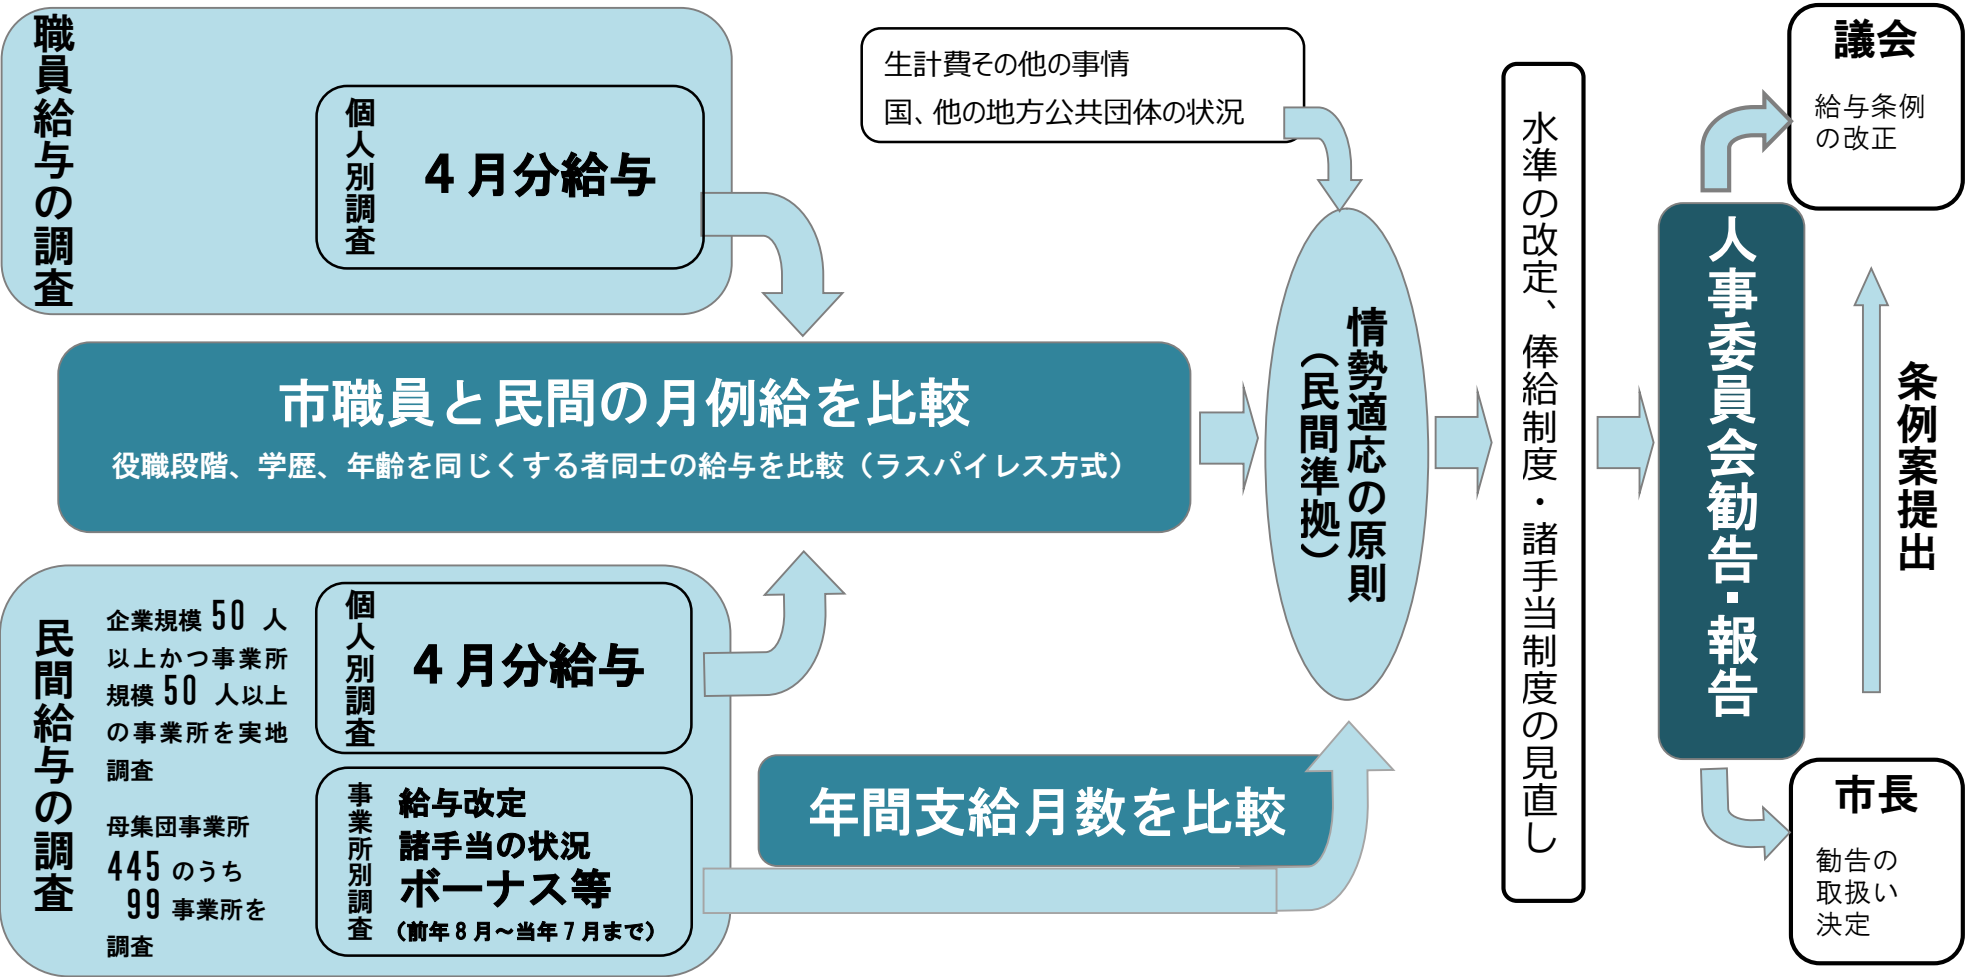 職員給与の調査
個人別調査
４月分給与
生計費その他の事情
国、他の地方公共団体の状況
市職員と民間の月例給を比較
役職段階、学歴、年齢を同じくする者同士の給与を比較（ラスパイレス方式）
民間給与の調査
企業規模 50 人
以上かつ事業所
規模 50 人以上
の事業所を実地
調査
母集団事業所
445 のうち
99 事業所を
調査
個人別調査
４月分給与
事業所別調査
給与改定
諸手当の状況
ボーナス等
（前年８月～当年７月まで）
年間支給月数を比較
情勢適応の原則
（民間準拠）
水準の改定、俸給制度・諸手当制度の見直し
人事委員会勧告・報告
議会
給与条例
の改正
条例案提出
市長
勧告の
取扱い
決定